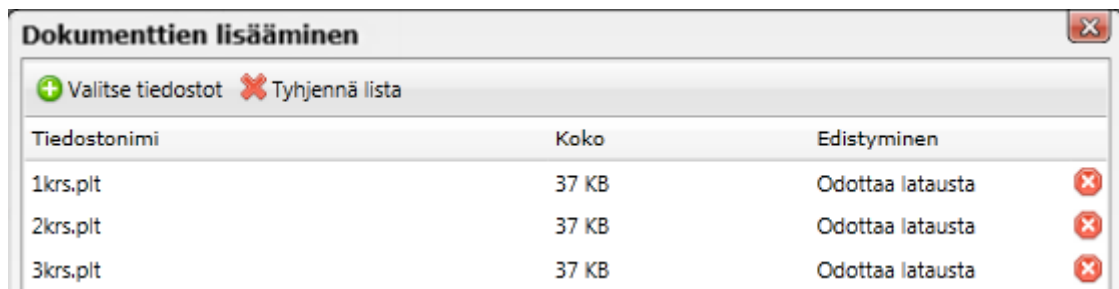 Dokumenttien lisääminen
Valitse tiedostot Tyhjennä lista
Tiedostonimi Koko Edistyminen
1krs.plt 37 KB Odottaa latausta
2krs.plt 37 KB Odottaa latausta
3krs.plt 37 KB Odottaa latausta